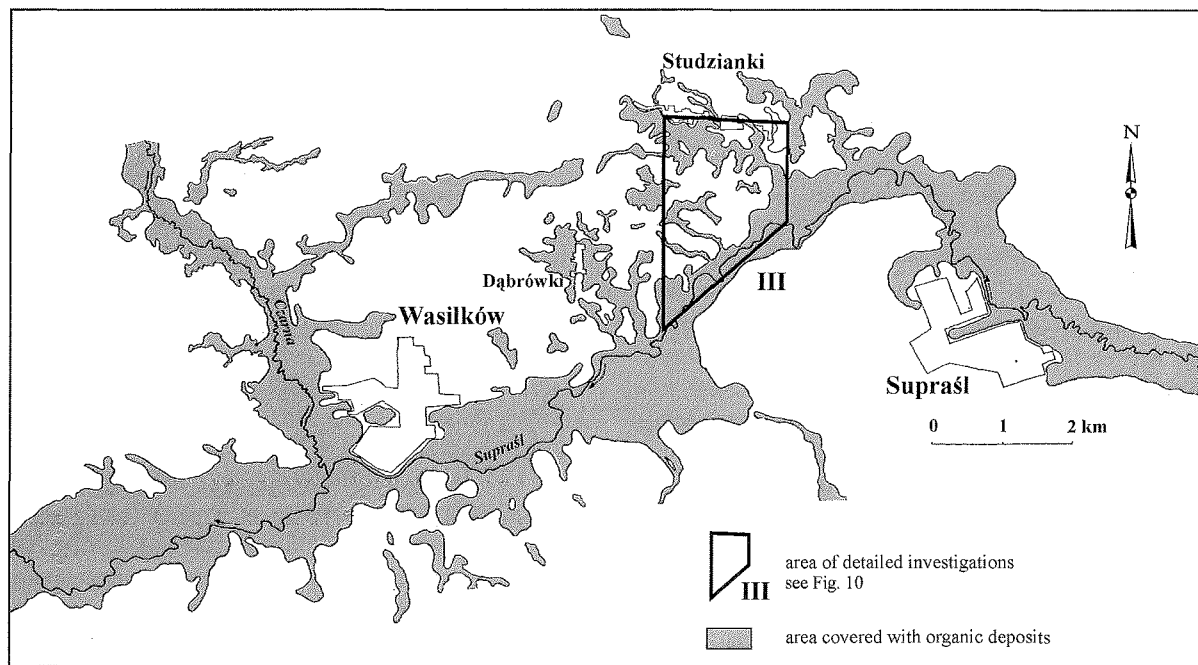 Studzianki
N
Dąbrówki
III
Czarna
Wasilków
Supraśl
Supraśl
0 1 2 km
area of detailed investigations
see Fig. 10
III
area covered with organic deposits